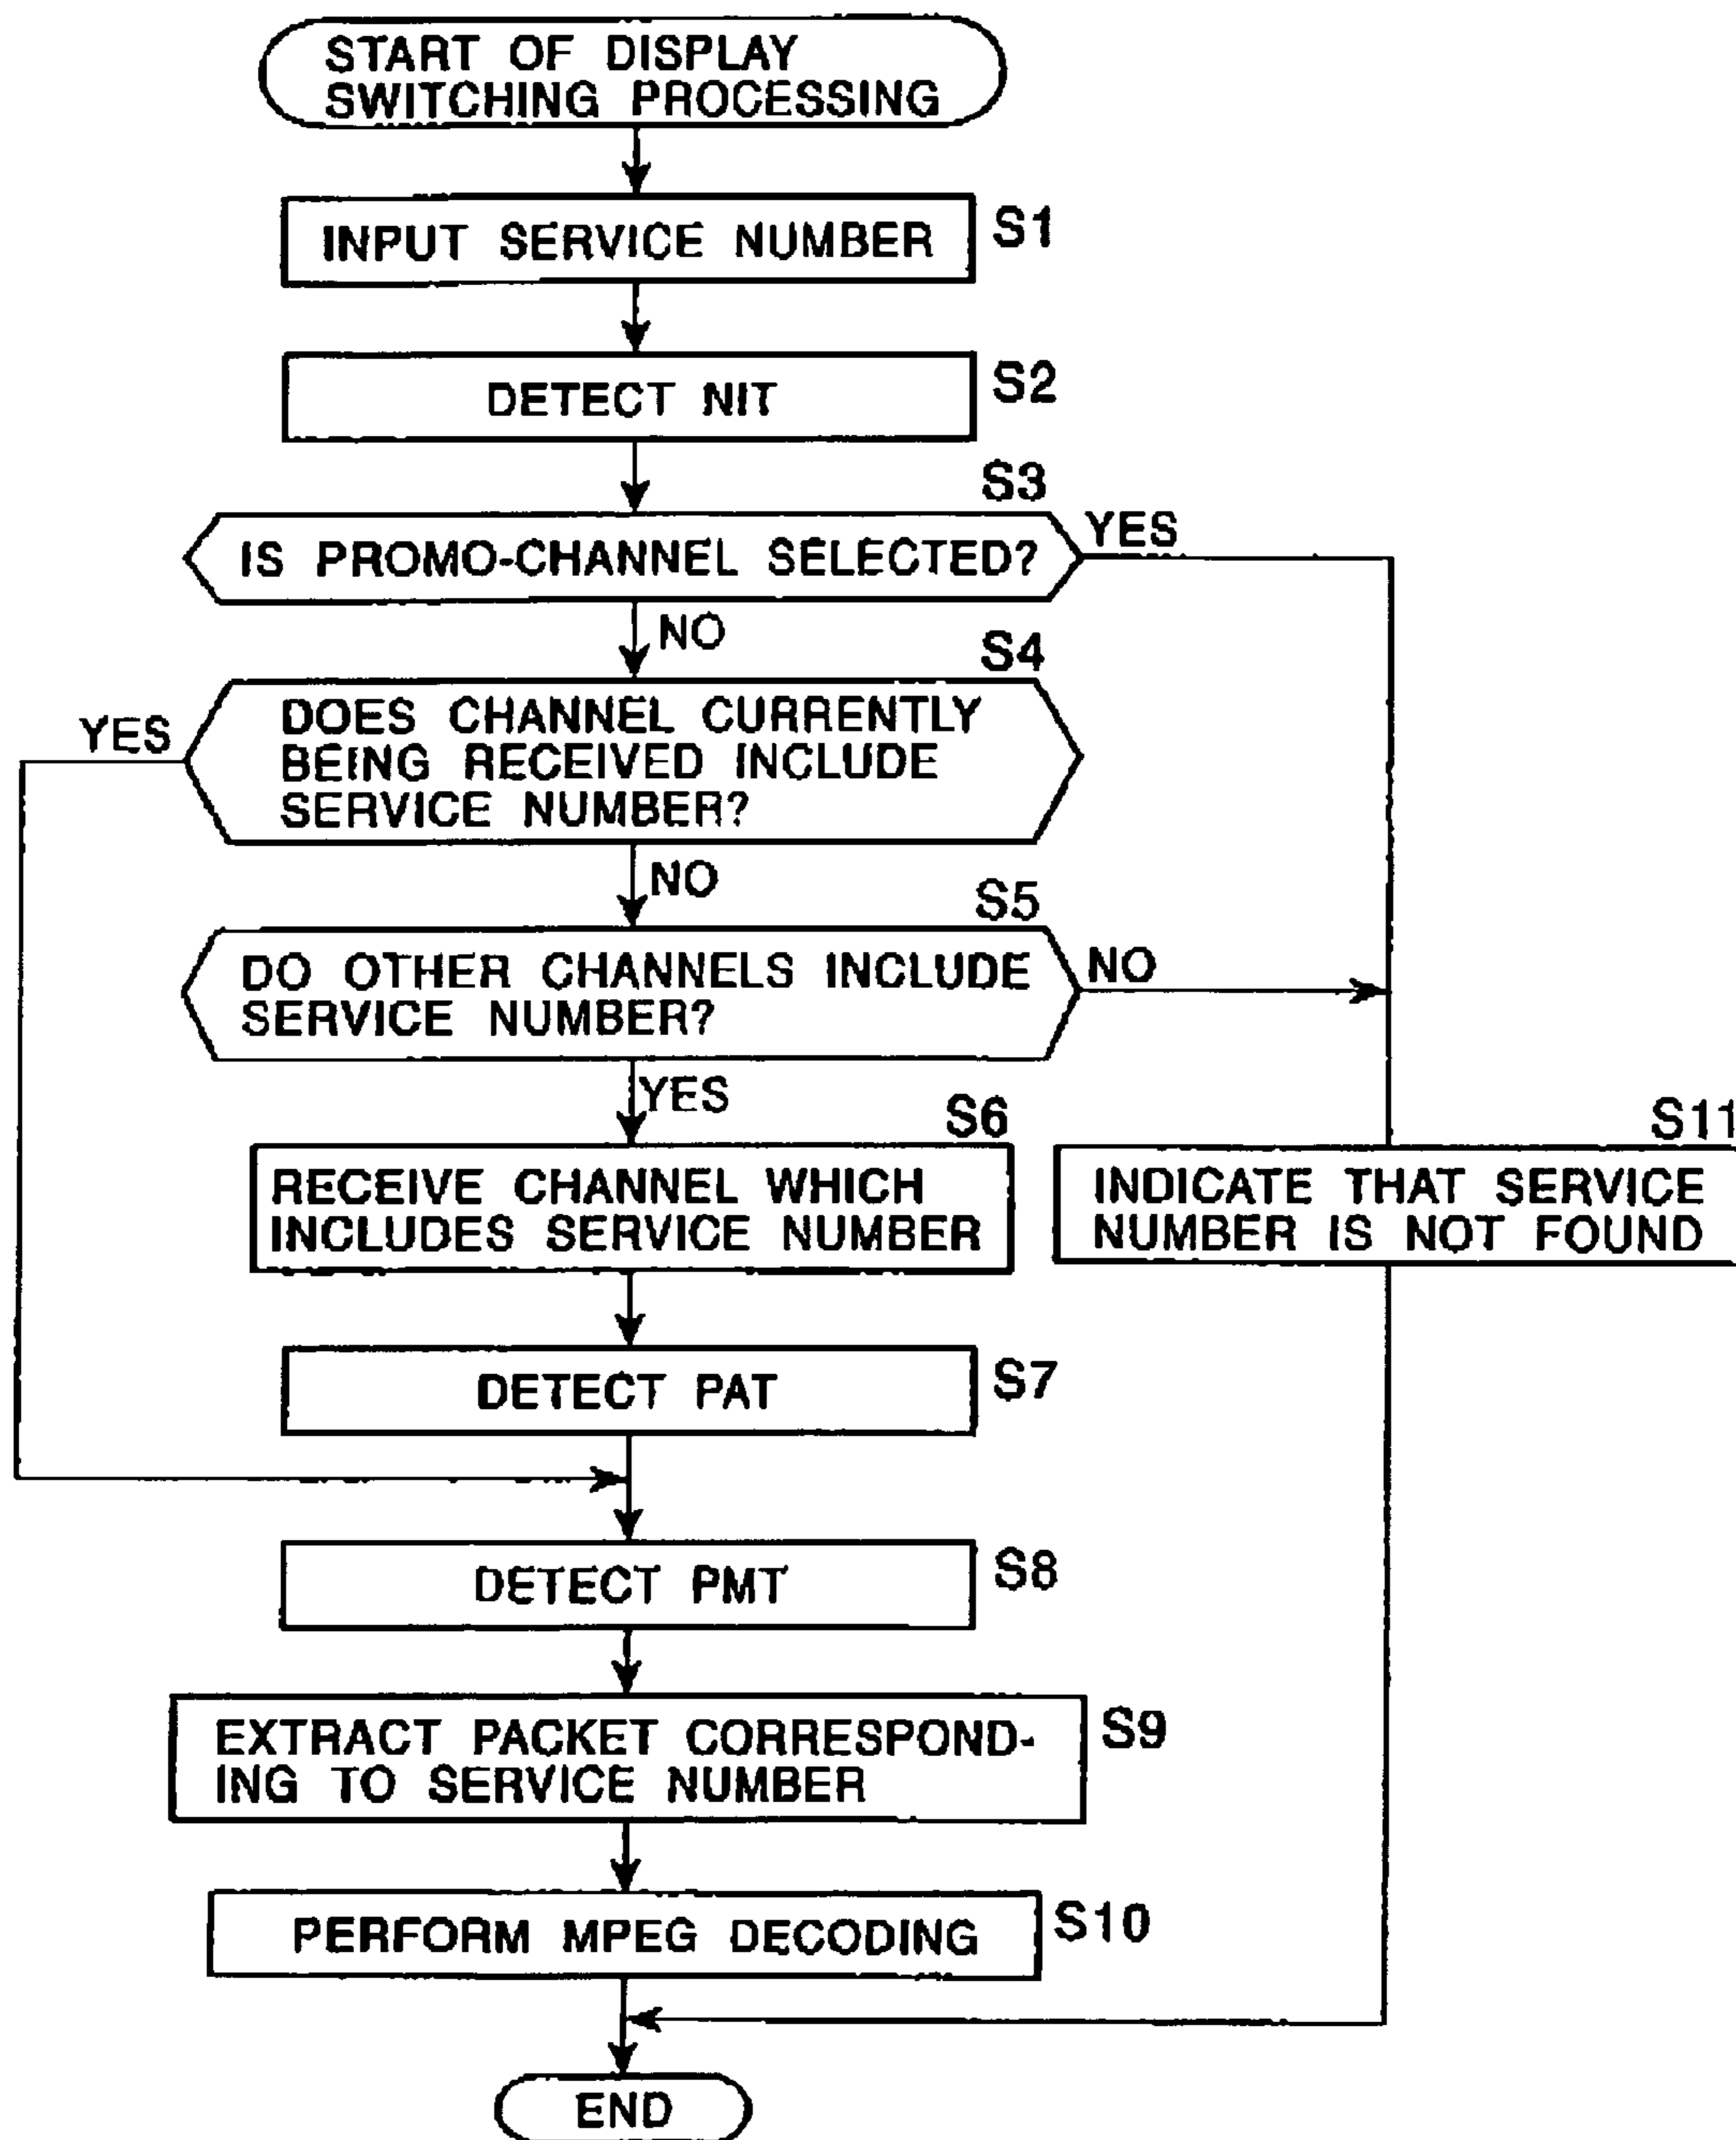 START OF DISPLAY
SWITCHING PROCESSING
INPUT SERVICE NUMBER
S1
DETECT NIT
S2
S3
IS PROMO-CHANNEL SELECTED?
YES
NO
S4
DOES CHANNEL CURRENTLY
BEING RECEIVED INCLUDE
SERVICE NUMBER?
YES
NO
S5
DO OTHER CHANNELS INCLUDE
SERVICE NUMBER?
NO
YES
S6
RECEIVE CHANNEL WHICH
INCLUDES SERVICE NUMBER
S11
INDICATE THAT SERVICE
NUMBER IS NOT FOUND
DETECT PAT
S7
DETECT PMT
S8
EXTRACT PACKET CORRESPOND-
ING TO SERVICE NUMBER
S9
PERFORM MPEG DECODING
S10
END